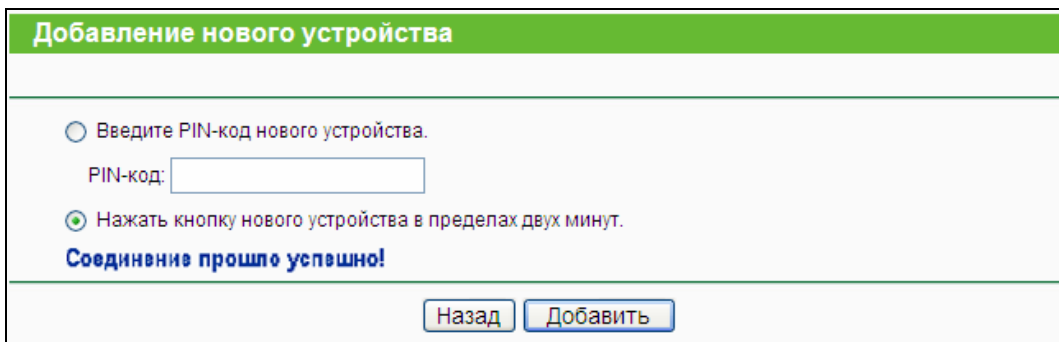 Добавление нового устройства
Введите PIN-код нового устройства.
PIN-код:
Нажать кнопку нового устройства в пределах двух минут.
Соединение прошло успешно!
Назад Добавить